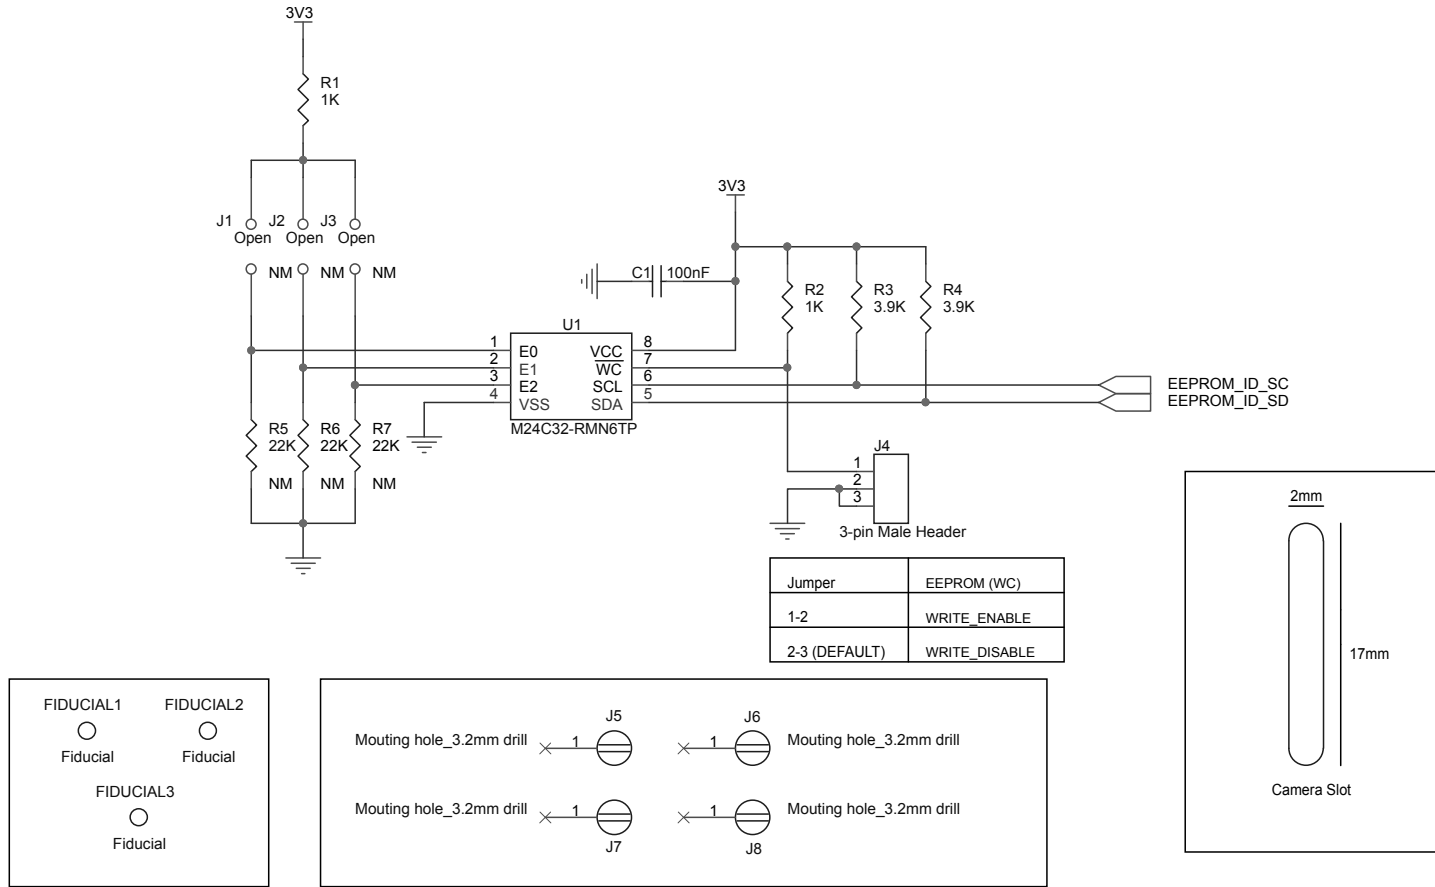 3V3
R1
1K
J1
J2
J3
Open
Open
Open
NM
NM
NM
3V3
C1
100nF
R2
1K
R3
3.9K
R4
3.9K
U1
1
E0
VCC
8
2
E1
WC
7
3
E2
SCL
6
4
VSS
SDA
5
M24C32-RMN6TP
EEPROM_ID_SC
EEPROM_ID_SD
R5
22K
R6
22K
R7
22K
NM
NM
NM
J4
1
2
3
3-pin Male Header
Jumper
EEPROM (WC)
1-2
WRITE_ENABLE
2-3 (DEFAULT)
WRITE_DISABLE
2mm
17mm
Camera Slot
FIDUCIAL1
FIDUCIAL2
Fiducial
Fiducial
FIDUCIAL3
Fiducial
J5
J6
Mouting hole_3.2mm drill
1
1
Mouting hole_3.2mm drill
Mouting hole_3.2mm drill
1
1
Mouting hole_3.2mm drill
J7
J8